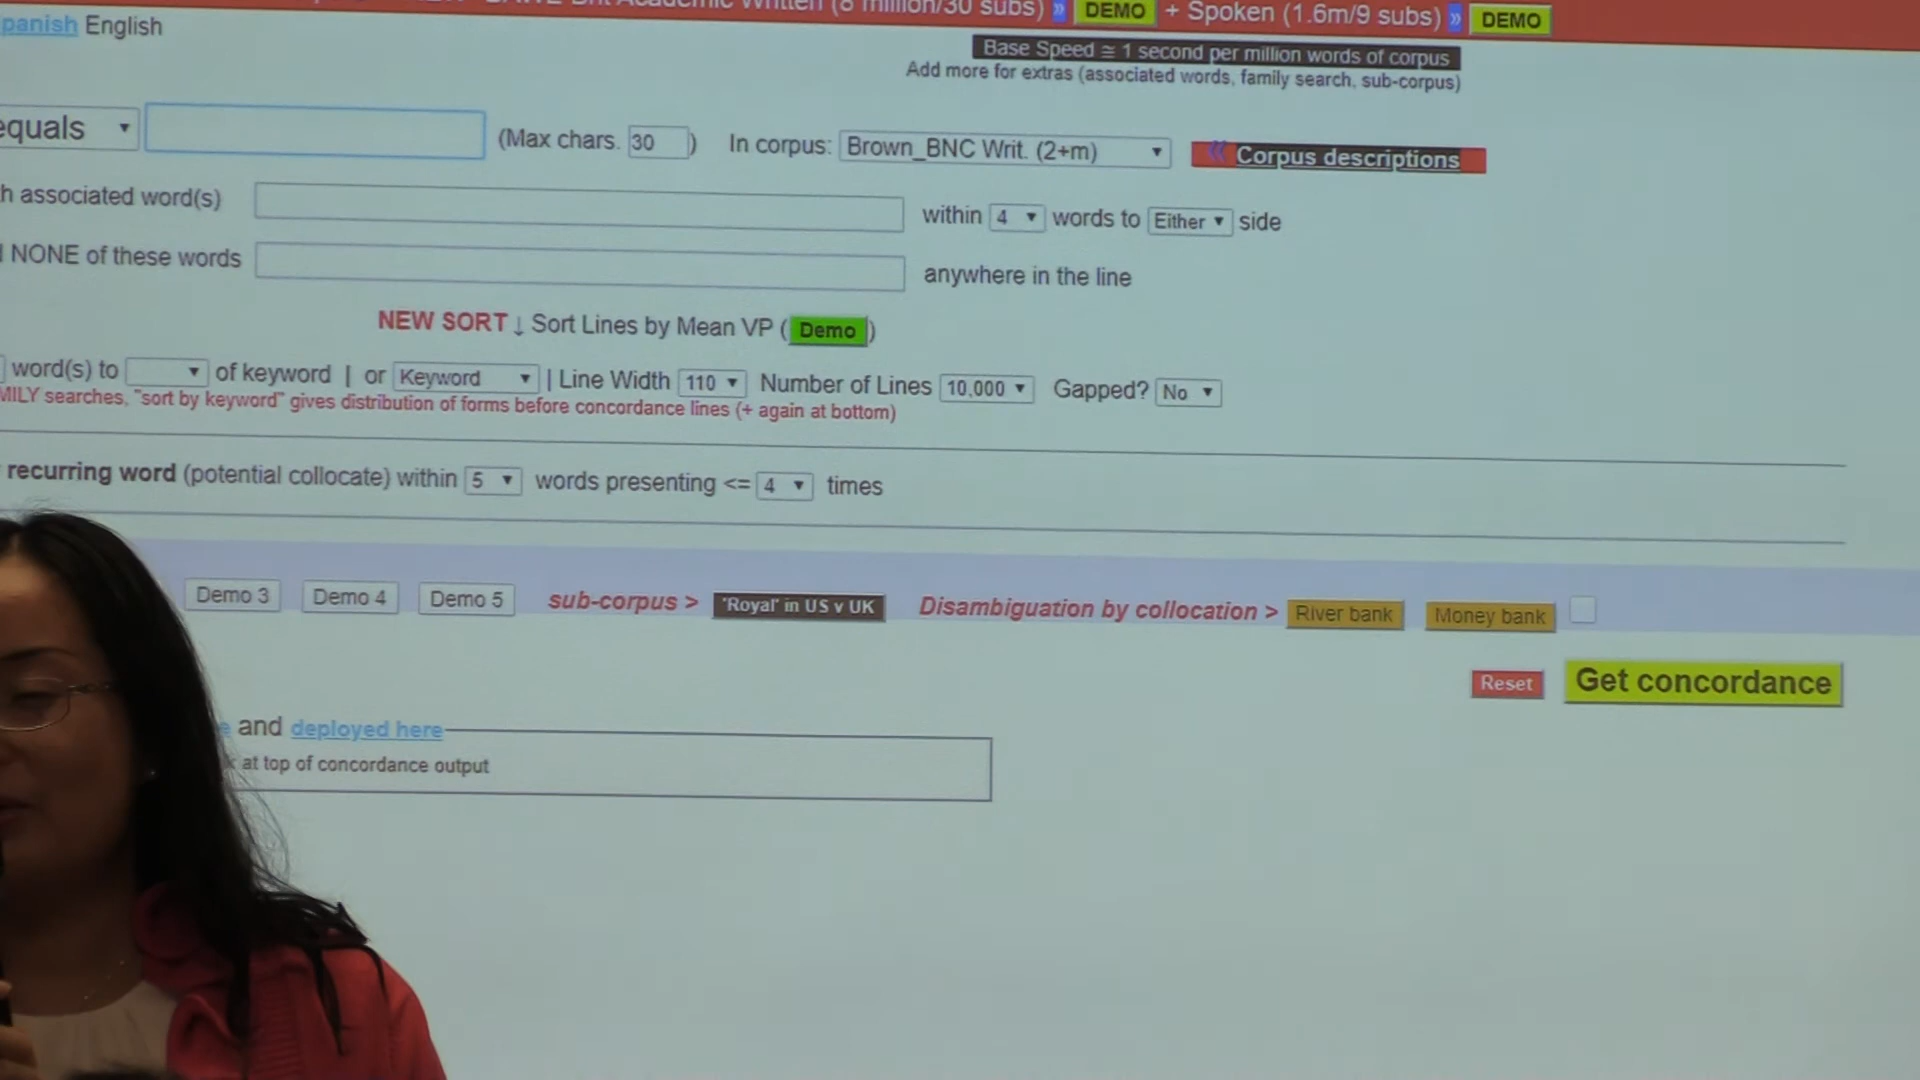 Written (8 million/30 subs) » DEMO + Spoken (1.6m/9 subs) » DEMO
panish English
Base Speed ≅ 1 second per million words of corpus
Add more for extras (associated words, family search, sub-corpus)
equals (Max chars. 30 ) In corpus: Brown_BNC Writ. (2+m) Corpus descriptions
h associated word(s) within 4 words to Either side
NONE of these words anywhere in the line
NEW SORT ↓ Sort Lines by Mean VP ( Demo )
word(s) to of keyword | or Keyword | Line Width 110 Number of Lines 10,000 Gapped? No
MILY searches, "sort by keyword" gives distribution of forms before concordance lines (+ again at bottom)
recurring word (potential collocate) within 5 words presenting <= 4 times
Demo 3 Demo 4 Demo 5 sub-corpus > 'Royal' in US v UK Disambiguation by collocation > River bank Money bank
Reset Get concordance
e and deployed here
k at top of concordance output